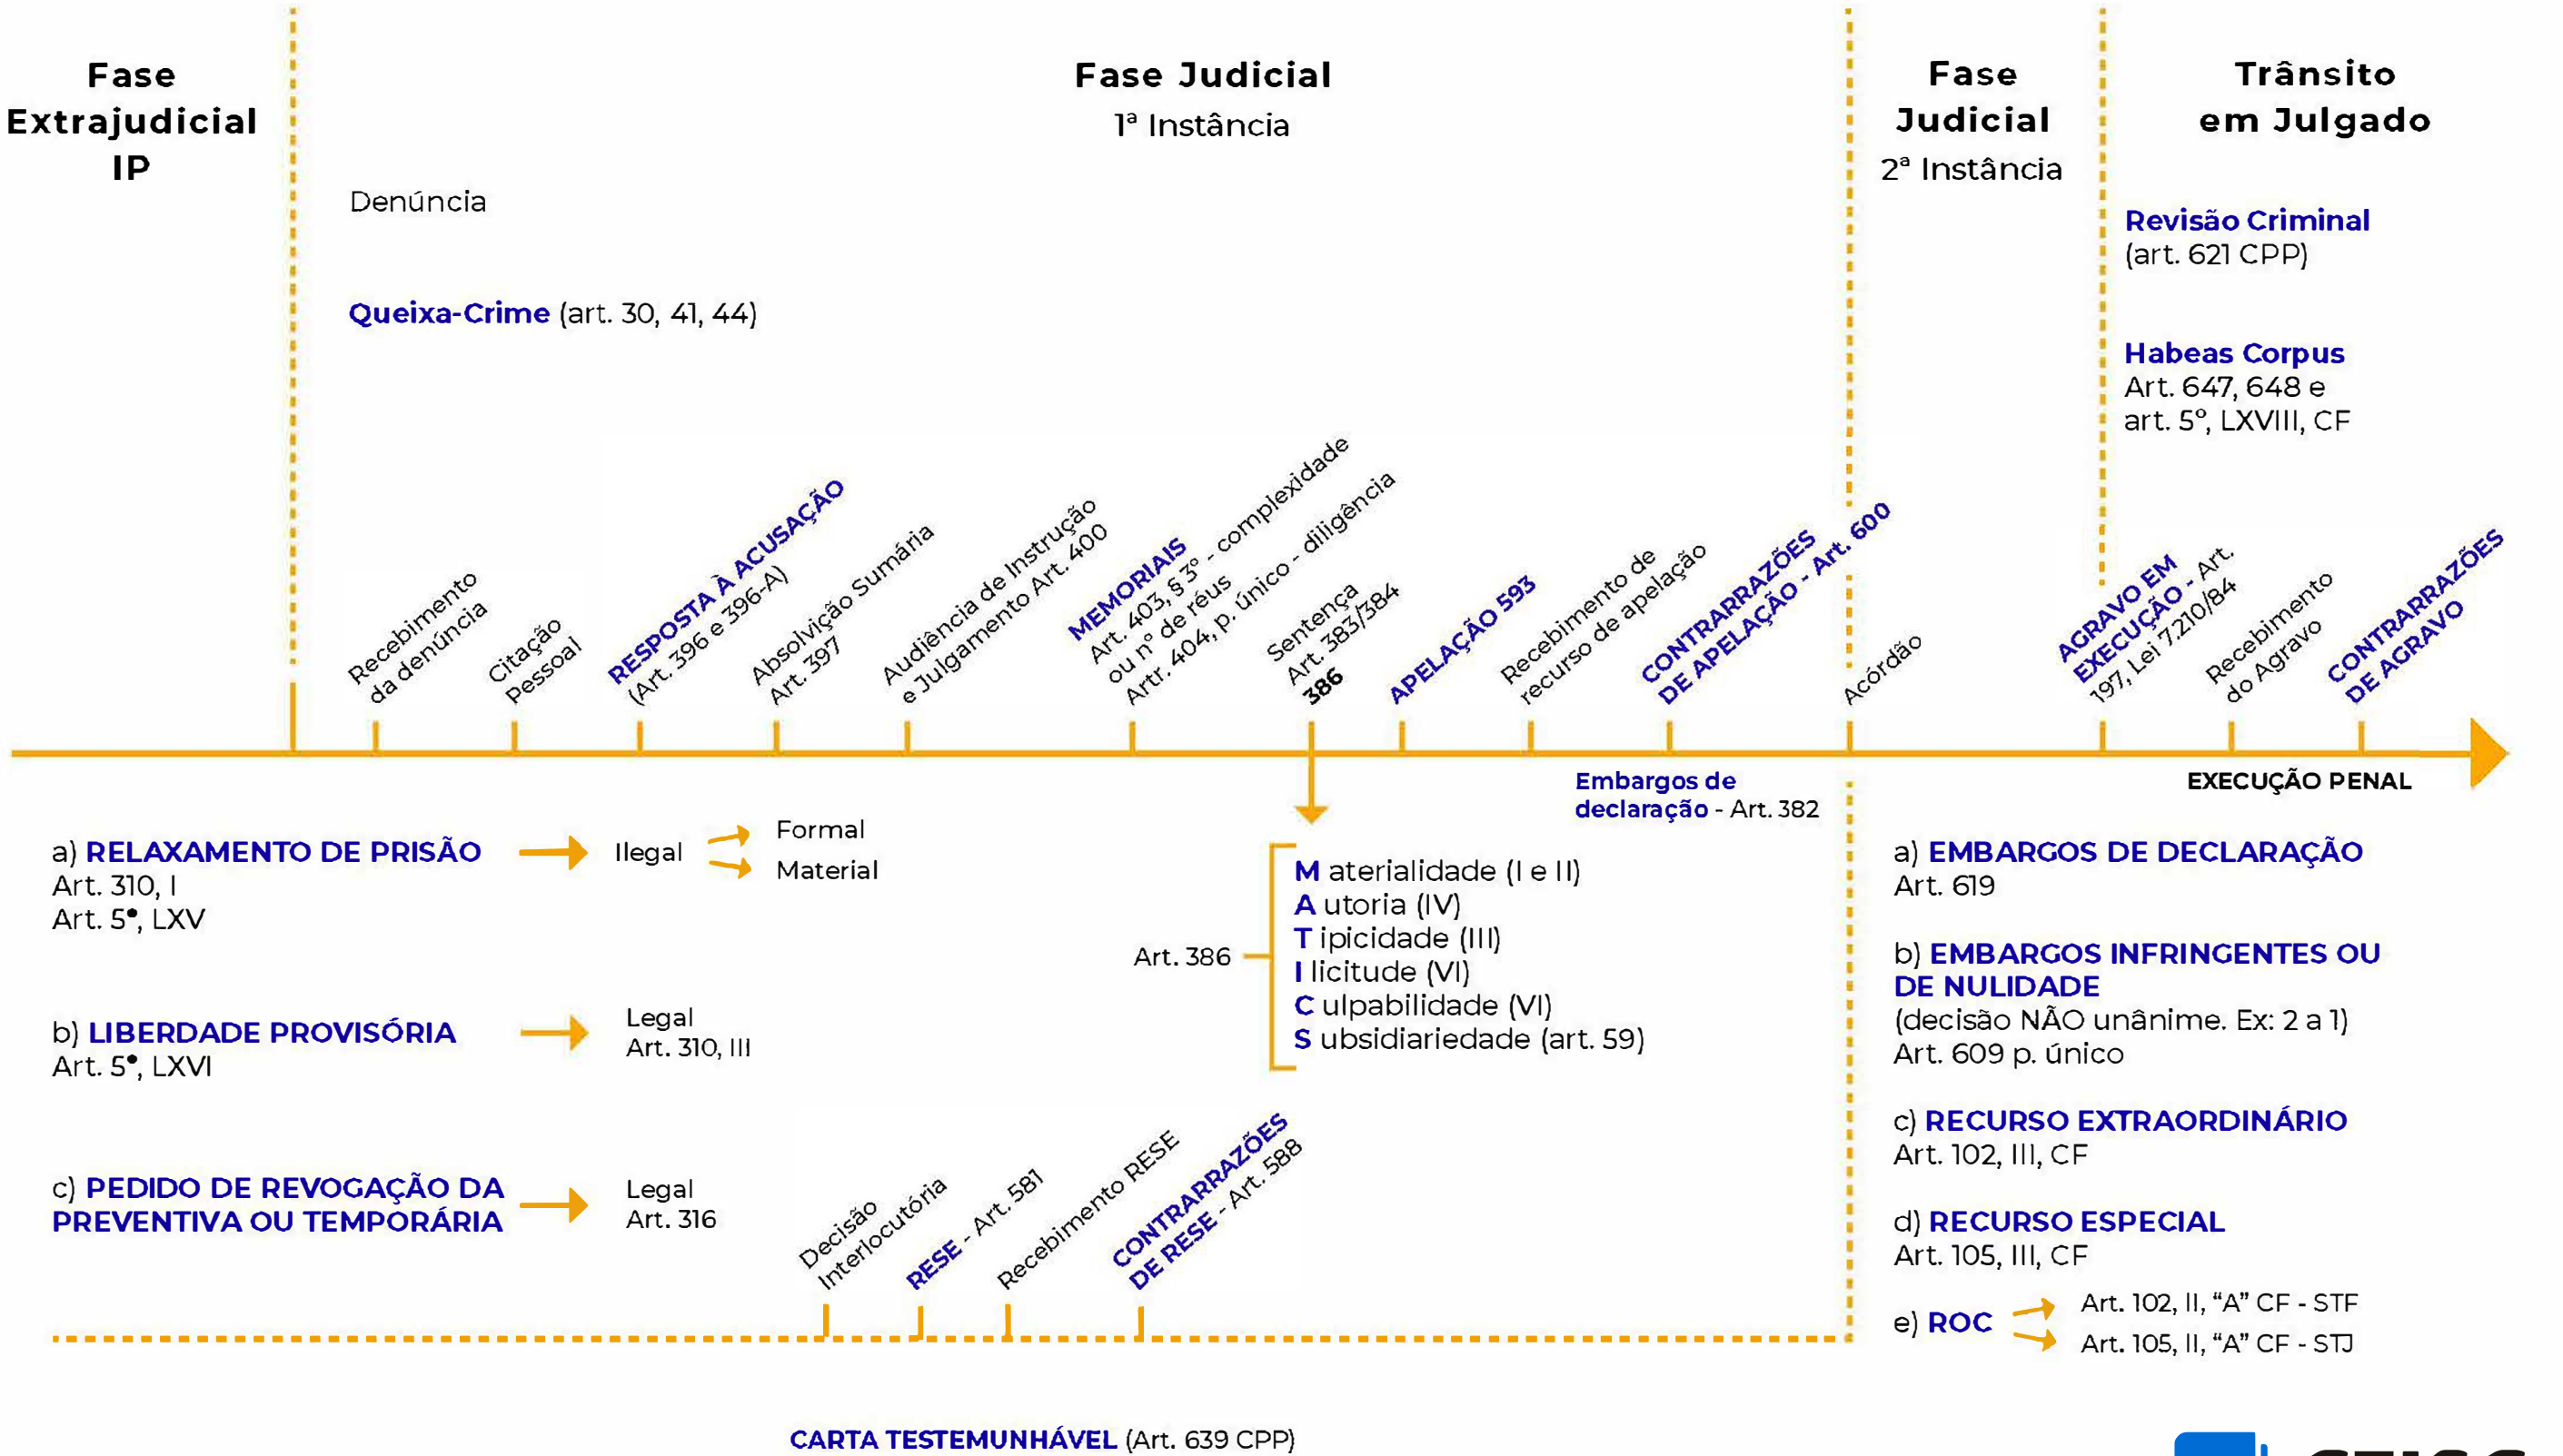 Fase
Extrajudicial
IP
Fase Judicial
1ª Instância
Fase
Judicial
2ª Instância
Trânsito
em Julgado
Denúncia
Queixa-Crime (art. 30, 41, 44)
Revisão Criminal
(art. 621 CPP)
Habeas Corpus
Art. 647, 648 e
art. 5º, LXVIII, CF
Recebimento
da denúncia
Citação
Pessoal
RESPOSTA À ACUSAÇÃO
(Art. 396 e 396-A)
Absolvição Sumária
Art. 397
Audiência de Instrução
e Julgamento Art. 400
MEMORIAIS
Art. 403, § 3º - complexidade
ou nº de réus
Artr. 404, p. único - diligência
Sentença
Art. 383/384
386
APELAÇÃO 593
Recebimento de
recurso de apelação
CONTRARRAZÕES
DE APELAÇÃO - Art. 600
Acórdão
AGRAVO EM
EXECUÇÃO - Art.
197, Lei 7.210/84
Recebimento
do Agravo
CONTRARRAZÕES
DE AGRAVO
Embargos de
declaração - Art. 382
EXECUÇÃO PENAL
a) RELAXAMENTO DE PRISÃO
Art. 310, I
Art. 5•, LXV
Ilegal
Formal
Material
b) LIBERDADE PROVISÓRIA
Art. 5•, LXVI
Legal
Art. 310, III
c) PEDIDO DE REVOGAÇÃO DA
PREVENTIVA OU TEMPORÁRIA
Legal
Art. 316
Art. 386
M aterialidade (I e II)
A utoria (IV)
T ipicidade (III)
I licitude (VI)
C ulpabilidade (VI)
S ubsidiariedade (art. 59)
Decisão
Interlocutória
RESE - Art. 581
Recebimento RESE
CONTRARRAZÕES
DE RESE - Art. 588
a) EMBARGOS DE DECLARAÇÃO
Art. 619
b) EMBARGOS INFRINGENTES OU
DE NULIDADE
(decisão NÃO unânime. Ex: 2 a 1)
Art. 609 p. único
c) RECURSO EXTRAORDINÁRIO
Art. 102, III, CF
d) RECURSO ESPECIAL
Art. 105, III, CF
e) ROC
Art. 102, II, “A” CF - STF
Art. 105, II, “A” CF - STJ
CARTA TESTEMUNHÁVEL (Art. 639 CPP)